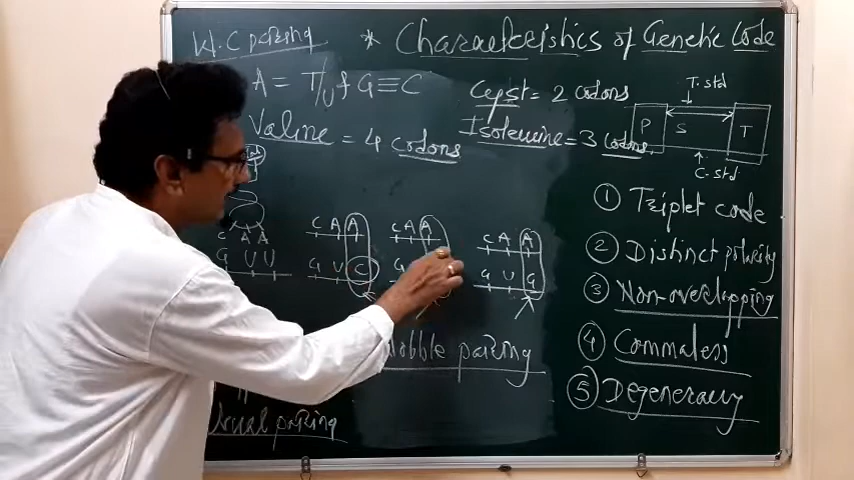 W.C pairing
* Characteristics of Genetic Code
A = T/U & G≡C
Cyst = 2 codons
Valine = 4 codons
Isoleucine = 3 codons.
T. std
P S T
C. std
① Triplet code
② Distinct polarity
③ Non-overlapping
④ Commaless
⑤ Degeneracy
C A A
G U U
C A A
G U C
C A A
G
C A A
G U G
Wobble pairing
Usual pairing